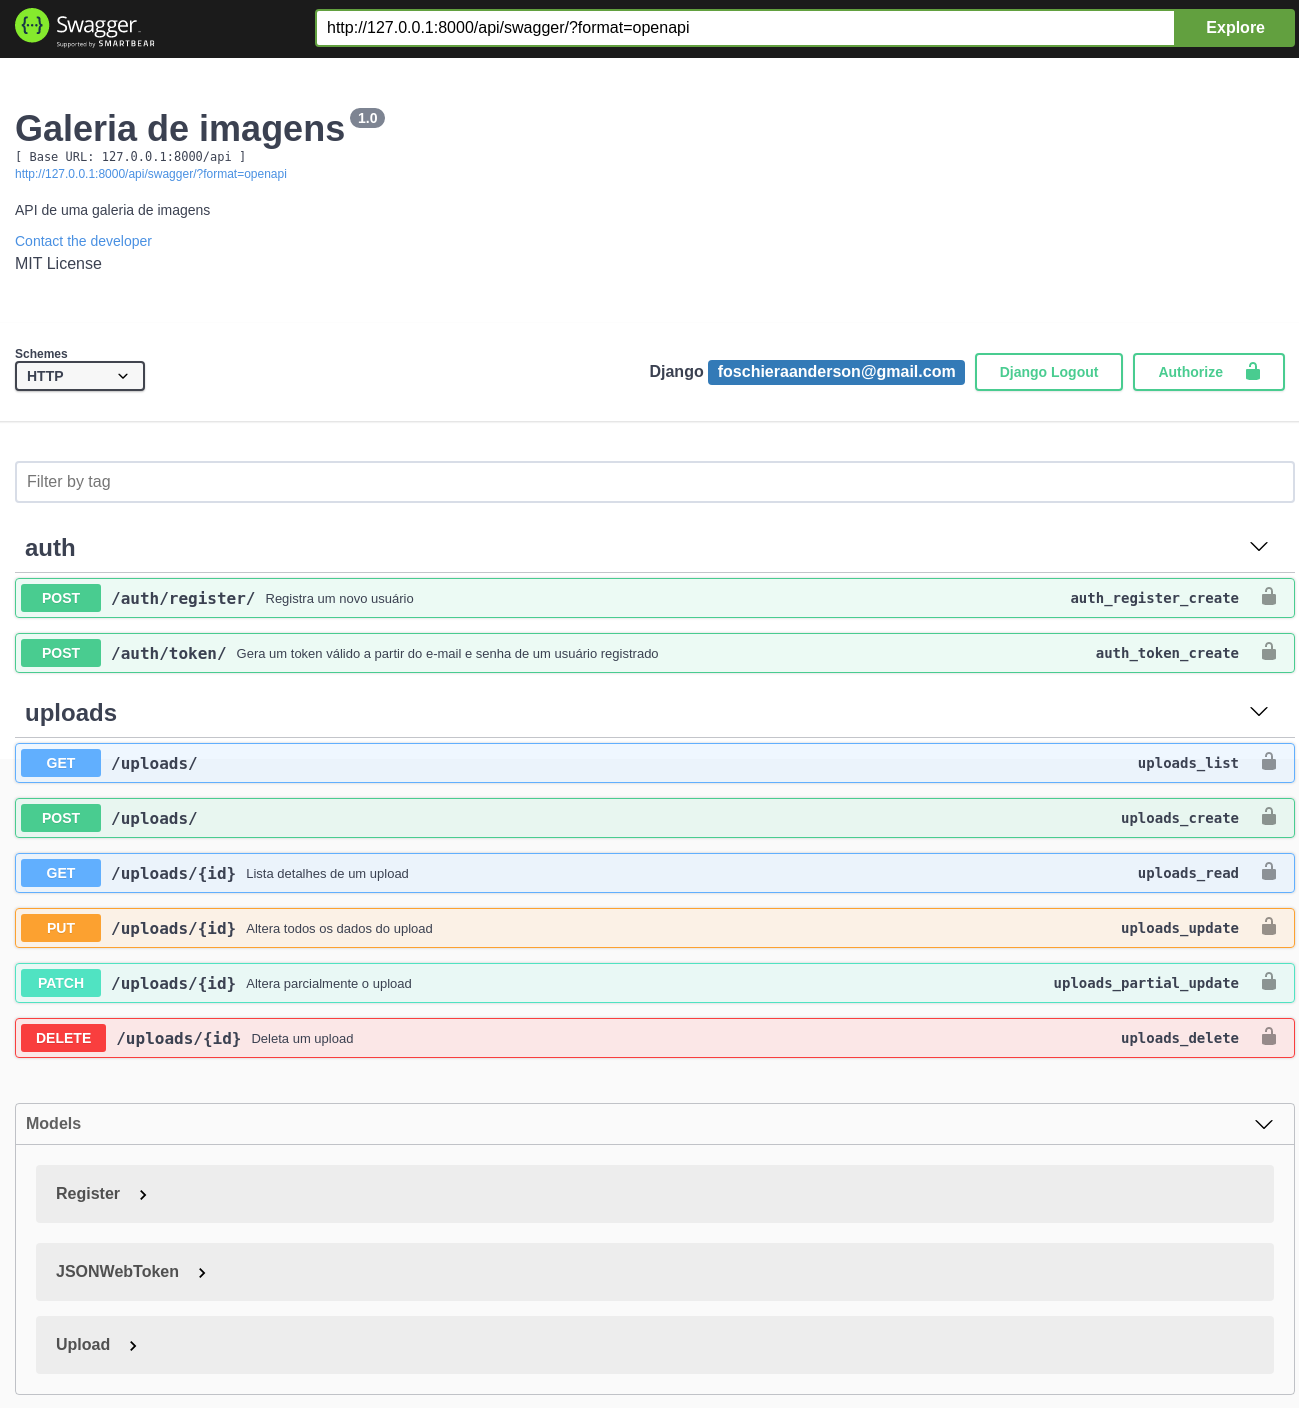 Swagger
Supported by SMARTBEAR
http://127.0.0.1:8000/api/swagger/?format=openapi
Explore
Galeria de imagens 1.0
[ Base URL: 127.0.0.1:8000/api ]
http://127.0.0.1:8000/api/swagger/?format=openapi
API de uma galeria de imagens
Contact the developer
MIT License
Schemes
HTTP
Django foschieraanderson@gmail.com
Django Logout
Authorize
Filter by tag
auth
POST /auth/register/ Registra um novo usuário auth_register_create
POST /auth/token/ Gera um token válido a partir do e-mail e senha de um usuário registrado auth_token_create
uploads
GET /uploads/ uploads_list
POST /uploads/ uploads_create
GET /uploads/{id} Lista detalhes de um upload uploads_read
PUT /uploads/{id} Altera todos os dados do upload uploads_update
PATCH /uploads/{id} Altera parcialmente o upload uploads_partial_update
DELETE /uploads/{id} Deleta um upload uploads_delete
Models
Register
JSONWebToken
Upload